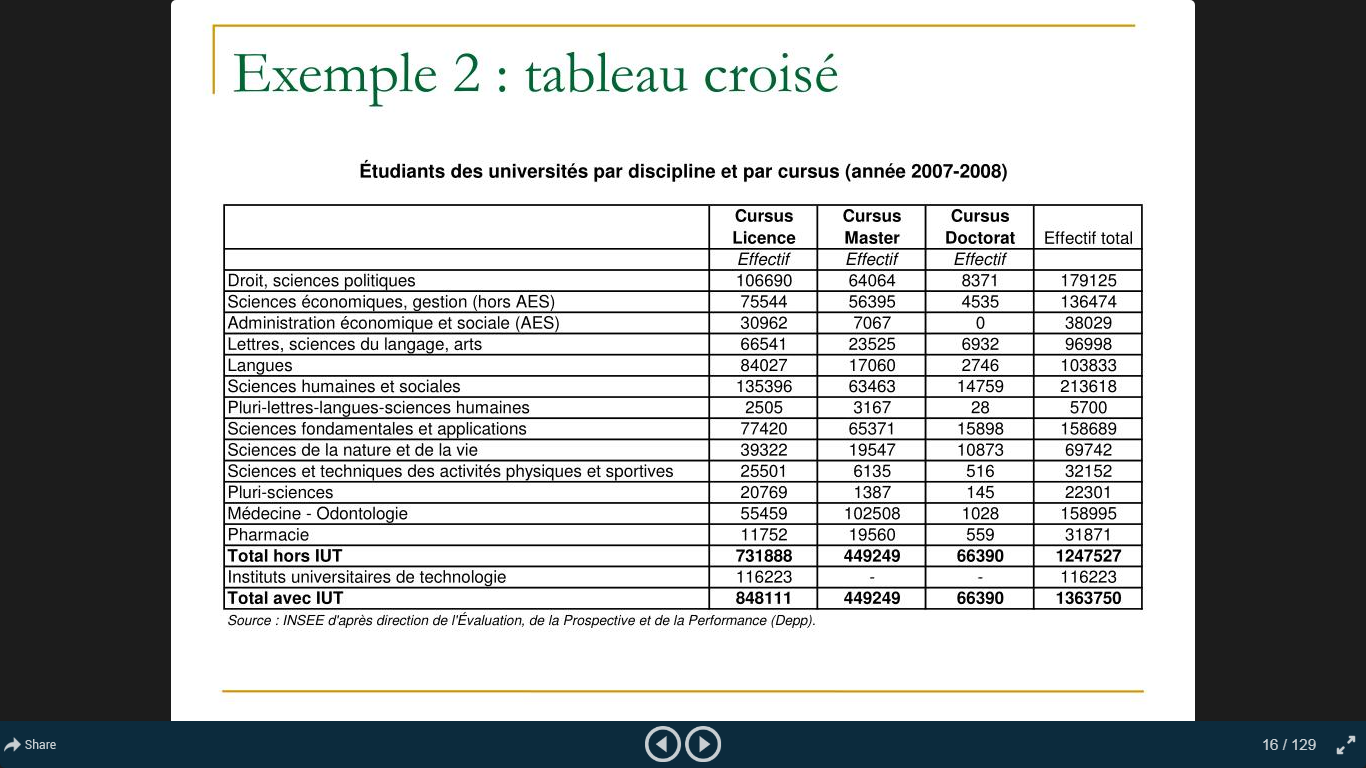 Exemple 2 : tableau croisé
Étudiants des universités par discipline et par cursus (année 2007-2008)
Cursus Licence Cursus Master Cursus Doctorat Effectif total
Effectif Effectif Effectif
Droit, sciences politiques 106690 64064 8371 179125
Sciences économiques, gestion (hors AES) 75544 56395 4535 136474
Administration économique et sociale (AES) 30962 7067 0 38029
Lettres, sciences du langage, arts 66541 23525 6932 96998
Langues 84027 17060 2746 103833
Sciences humaines et sociales 135396 63463 14759 213618
Pluri-lettres-langues-sciences humaines 2505 3167 28 5700
Sciences fondamentales et applications 77420 65371 15898 158689
Sciences de la nature et de la vie 39322 19547 10873 69742
Sciences et techniques des activités physiques et sportives 25501 6135 516 32152
Pluri-sciences 20769 1387 145 22301
Médecine - Odontologie 55459 102508 1028 158995
Pharmacie 11752 19560 559 31871
Total hors IUT 731888 449249 66390 1247527
Instituts universitaires de technologie 116223 - - 116223
Total avec IUT 848111 449249 66390 1363750
Source : INSEE d'après direction de l'Évaluation, de la Prospective et de la Performance (Depp).
Share 16 / 129